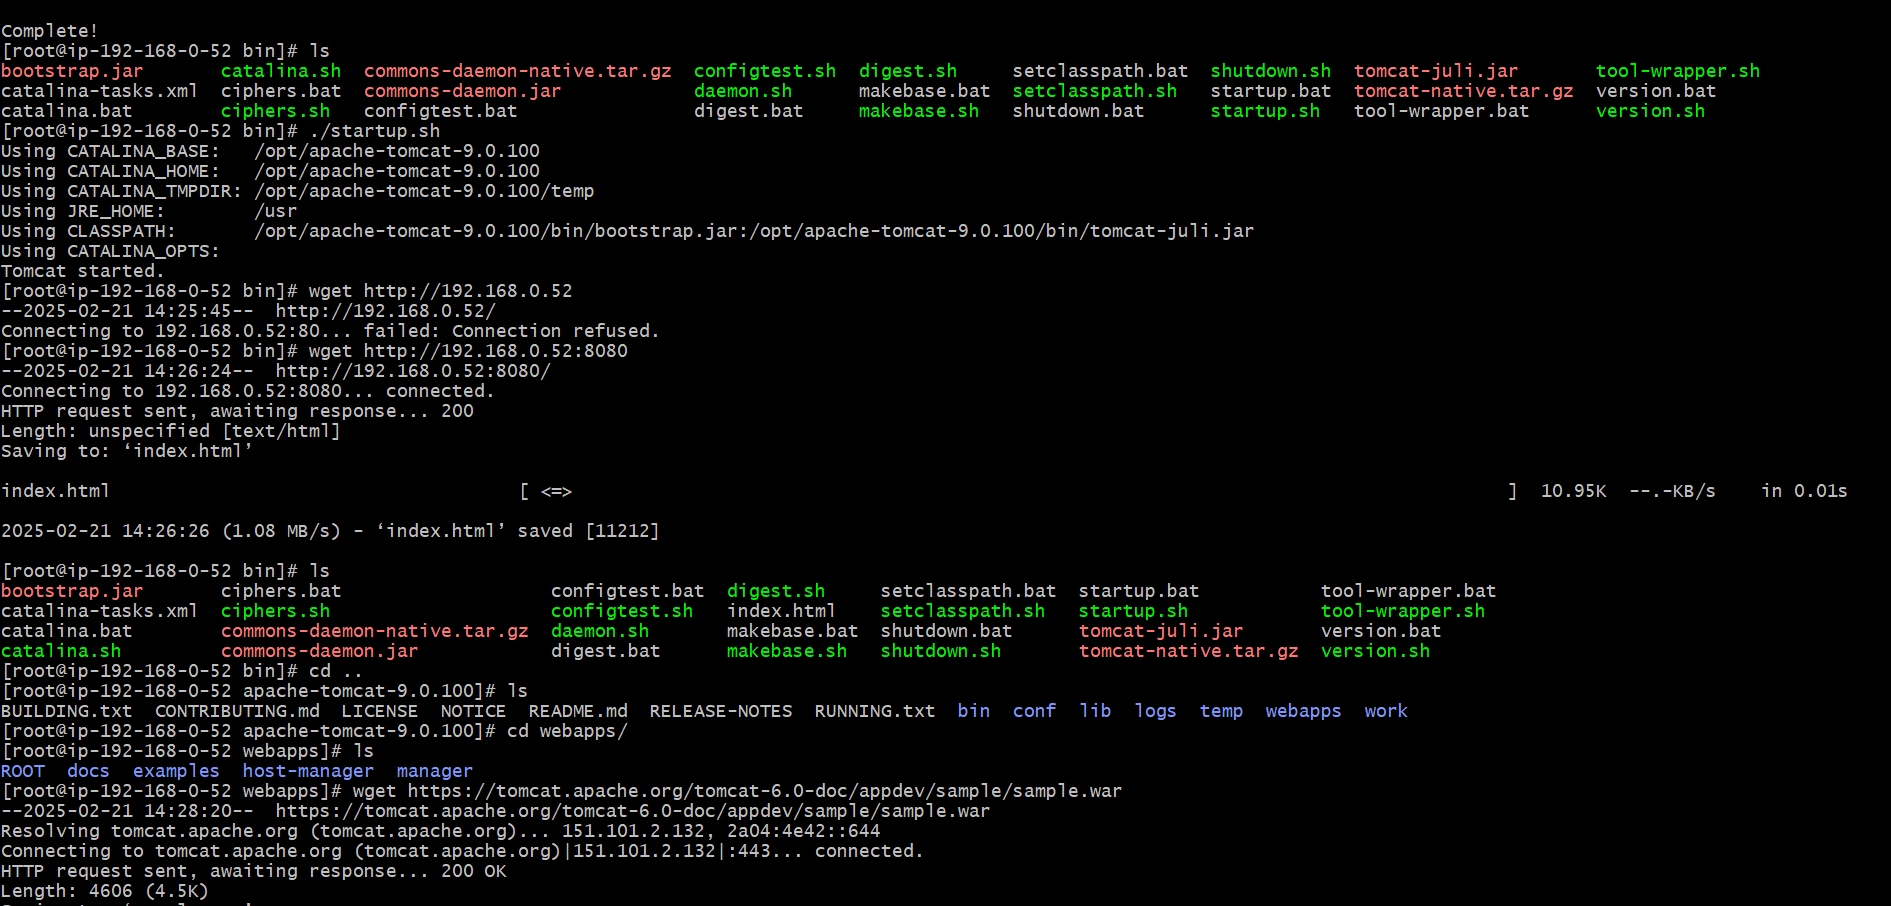 Complete!
[root@ip-192-168-0-52 bin]# ls
bootstrap.jar       catalina.sh  commons-daemon-native.tar.gz  configtest.sh  digest.sh    setclasspath.bat  shutdown.sh  tomcat-juli.jar       tool-wrapper.sh
catalina-tasks.xml  ciphers.bat  commons-daemon.jar            daemon.sh      makebase.bat  setclasspath.sh   startup.bat  tomcat-native.tar.gz  version.bat
catalina.bat        ciphers.sh   configtest.bat                digest.bat     makebase.sh   shutdown.bat      startup.sh   tool-wrapper.bat      version.sh
[root@ip-192-168-0-52 bin]# ./startup.sh
Using CATALINA_BASE:   /opt/apache-tomcat-9.0.100
Using CATALINA_HOME:   /opt/apache-tomcat-9.0.100
Using CATALINA_TMPDIR: /opt/apache-tomcat-9.0.100/temp
Using JRE_HOME:        /usr
Using CLASSPATH:       /opt/apache-tomcat-9.0.100/bin/bootstrap.jar:/opt/apache-tomcat-9.0.100/bin/tomcat-juli.jar
Using CATALINA_OPTS:
Tomcat started.
[root@ip-192-168-0-52 bin]# wget http://192.168.0.52
--2025-02-21 14:25:45--  http://192.168.0.52/
Connecting to 192.168.0.52:80... failed: Connection refused.
[root@ip-192-168-0-52 bin]# wget http://192.168.0.52:8080
--2025-02-21 14:26:24--  http://192.168.0.52:8080/
Connecting to 192.168.0.52:8080... connected.
HTTP request sent, awaiting response... 200
Length: unspecified [text/html]
Saving to: ‘index.html’
index.html                                     [ <=>                                                                                     ]  10.95K  --.-KB/s    in 0.01s
2025-02-21 14:26:26 (1.08 MB/s) - ‘index.html’ saved [11212]
[root@ip-192-168-0-52 bin]# ls
bootstrap.jar       ciphers.bat                   configtest.bat  digest.sh     setclasspath.bat  startup.bat           tool-wrapper.bat
catalina-tasks.xml  ciphers.sh                    configtest.sh   index.html    setclasspath.sh   startup.sh            tool-wrapper.sh
catalina.bat        commons-daemon-native.tar.gz  daemon.sh       makebase.bat  shutdown.bat      tomcat-juli.jar       version.bat
catalina.sh         commons-daemon.jar            digest.bat      makebase.sh   shutdown.sh       tomcat-native.tar.gz  version.sh
[root@ip-192-168-0-52 bin]# cd ..
[root@ip-192-168-0-52 apache-tomcat-9.0.100]# ls
BUILDING.txt  CONTRIBUTING.md  LICENSE  NOTICE  README.md  RELEASE-NOTES  RUNNING.txt  bin  conf  lib  logs  temp  webapps  work
[root@ip-192-168-0-52 apache-tomcat-9.0.100]# cd webapps/
[root@ip-192-168-0-52 webapps]# ls
ROOT  docs  examples  host-manager  manager
[root@ip-192-168-0-52 webapps]# wget https://tomcat.apache.org/tomcat-6.0-doc/appdev/sample/sample.war
--2025-02-21 14:28:20--  https://tomcat.apache.org/tomcat-6.0-doc/appdev/sample/sample.war
Resolving tomcat.apache.org (tomcat.apache.org)... 151.101.2.132, 2a04:4e42::644
Connecting to tomcat.apache.org (tomcat.apache.org)|151.101.2.132|:443... connected.
HTTP request sent, awaiting response... 200 OK
Length: 4606 (4.5K)